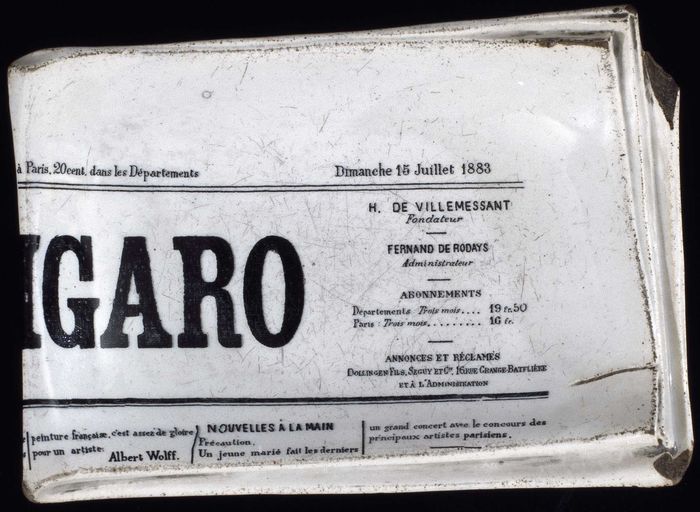 à Paris, 20cent. dans les Départements
Dimanche 15 Juillet 1883
IGARO
H. DE VILLEMESSANT
Fondateur
FERNAND DE RODAYS
Administrateur
ABONNEMENTS
Départements Trois mois.... 19 fr. 50
Paris : Trois mois......... 16 fr.
ANNONCES ET RÉCLAMES
DOLLINGEN FILS, SEGUY ET Cie, 16 RUE GRANGE-BATELIÈRE
ET À L'ADMINISTRATION
peinture française, c'est assez de gloire
pour un artiste.
Albert Wolff.
NOUVELLES À LA MAIN
Précaution.
Un jeune marié fait les derniers
un grand concert avec le concours des
principaux artistes parisiens.